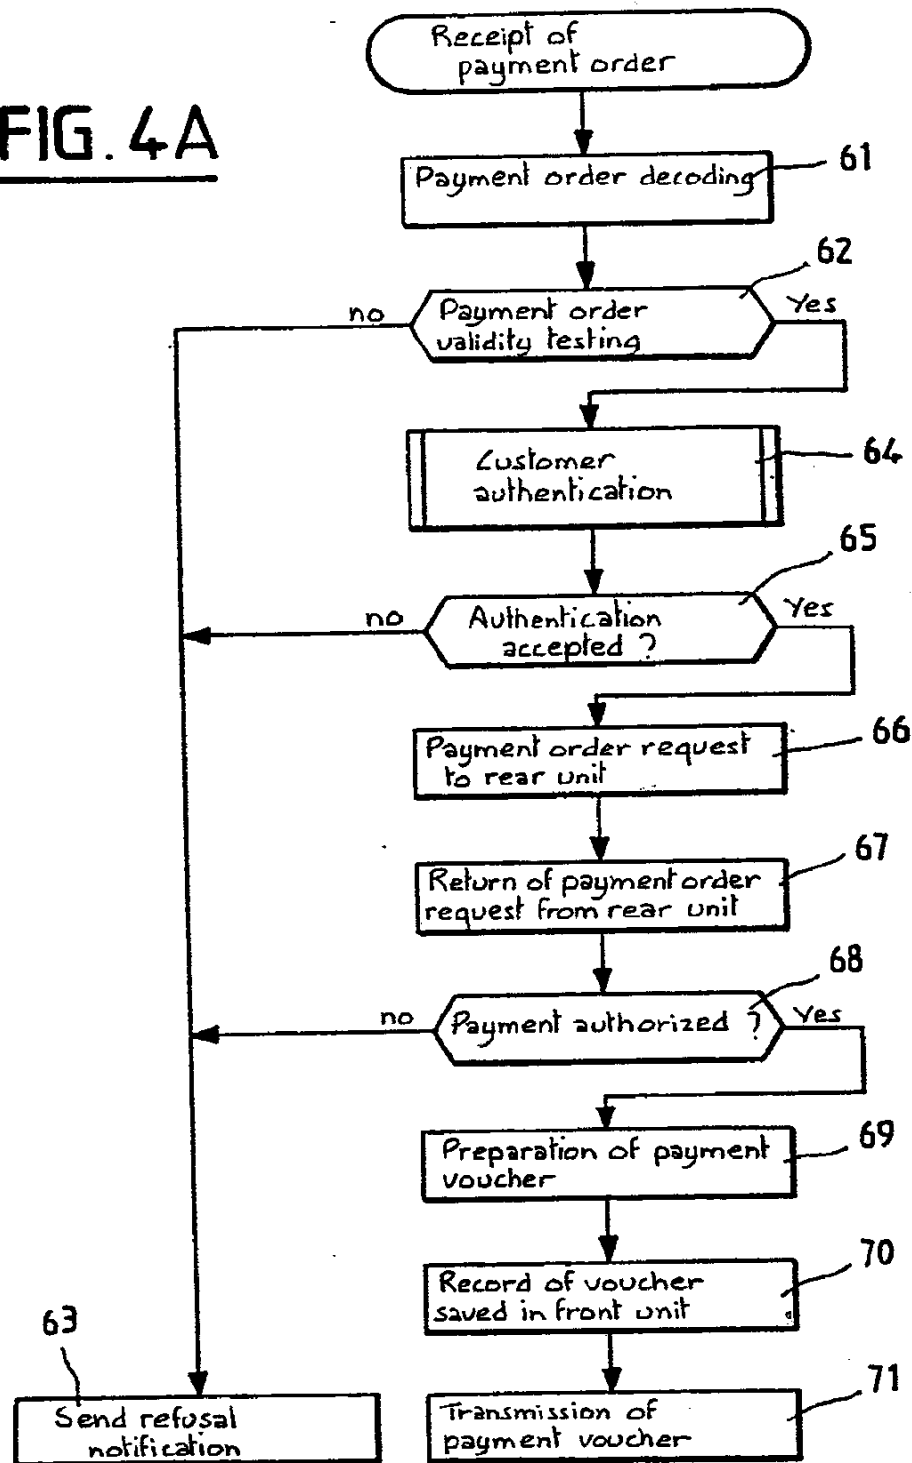 Receipt of
payment order
FIG. 4A
Payment order decoding
61
62
no
Payment order
validity testing
Yes
Customer
authentication
64
65
no
Authentication
accepted ?
Yes
Payment order request
to rear unit
66
67
Return of payment order
request from rear unit
68
no
Payment authorized ?
Yes
69
Preparation of payment
voucher
70
Record of voucher
saved in front unit
63
71
Send refusal
notification
Transmission of
payment voucher